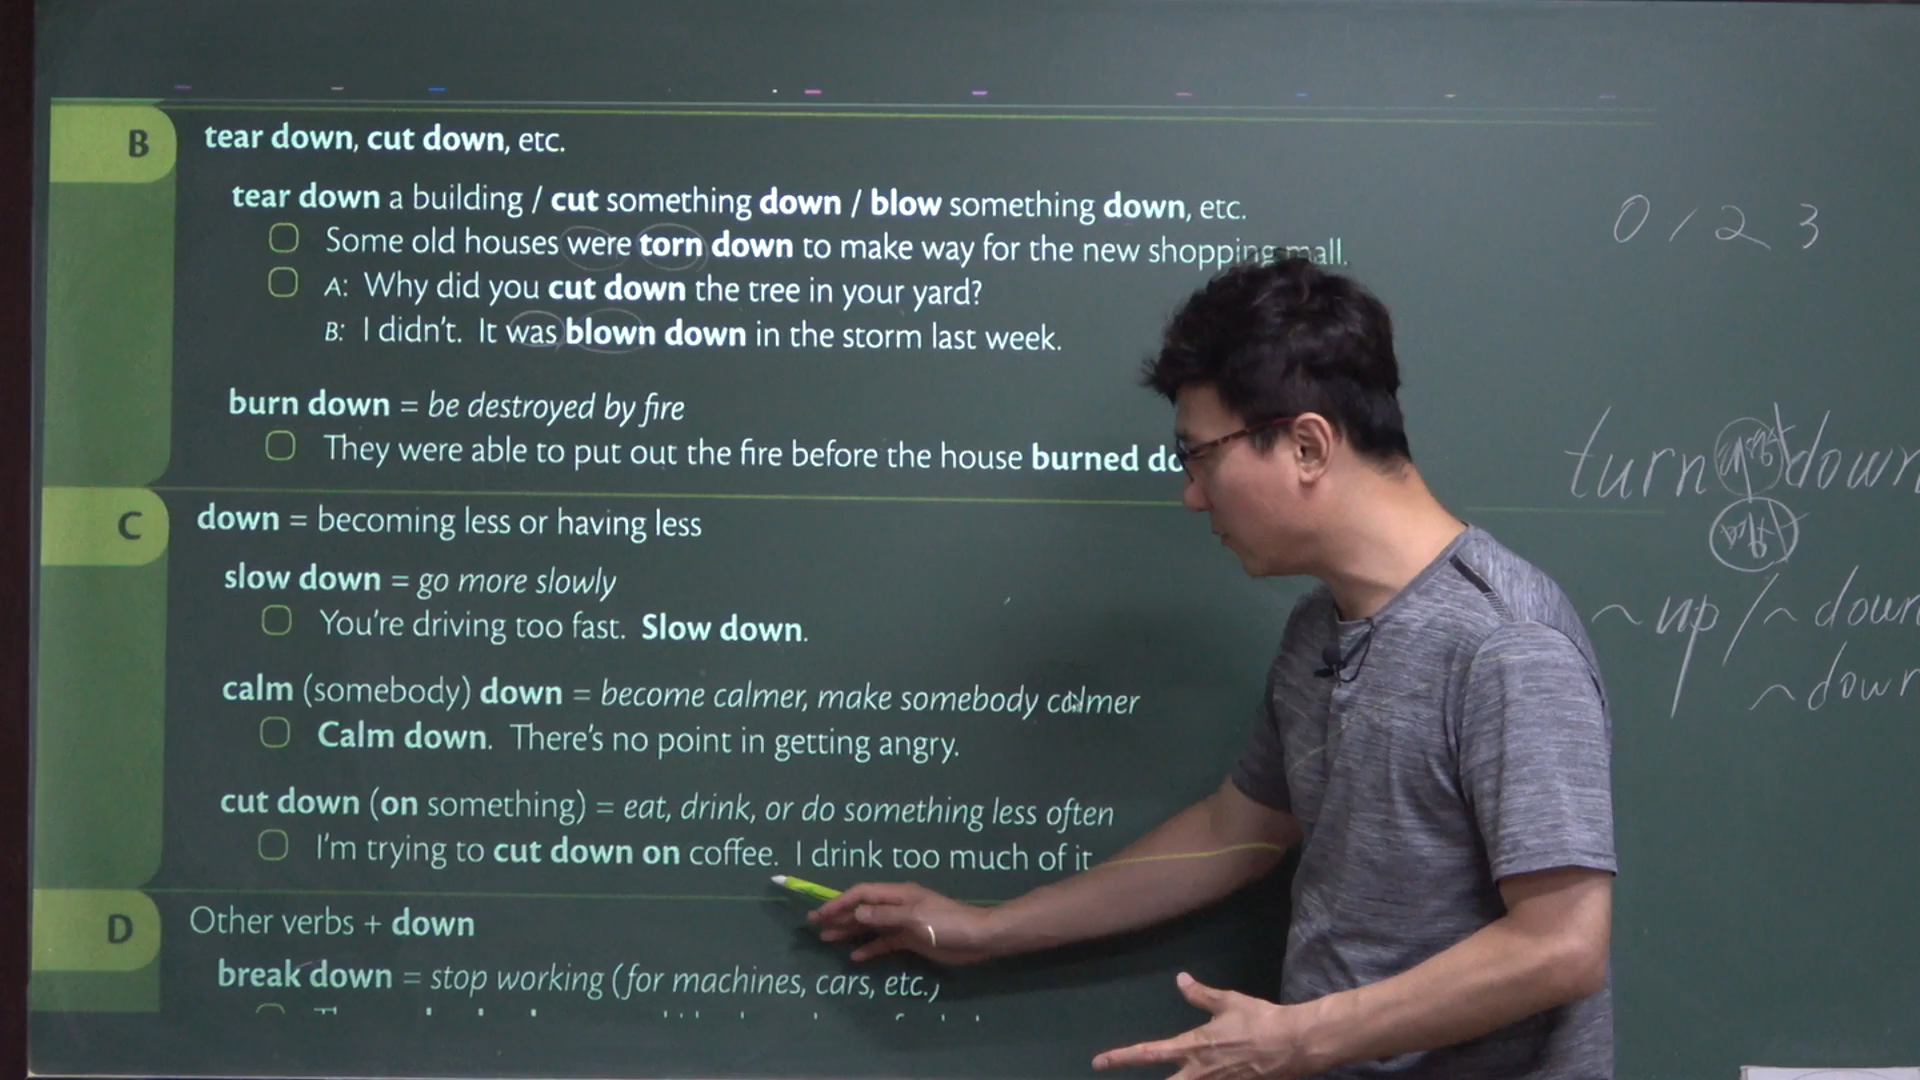 B
tear down, cut down, etc.
tear down a building / cut something down / blow something down, etc.
Some old houses were torn down to make way for the new shopping mall.
A: Why did you cut down the tree in your yard?
B: I didn't. It was blown down in the storm last week.
burn down = be destroyed by fire
They were able to put out the fire before the house burned do
C
down = becoming less or having less
slow down = go more slowly
You're driving too fast. Slow down.
calm (somebody) down = become calmer, make somebody calmer
Calm down. There's no point in getting angry.
cut down (on something) = eat, drink, or do something less often
I'm trying to cut down on coffee. I drink too much of it
D
Other verbs + down
break down = stop working (for machines, cars, etc.)
0 1 2 3
turn down
~ up / ~ down
~ down